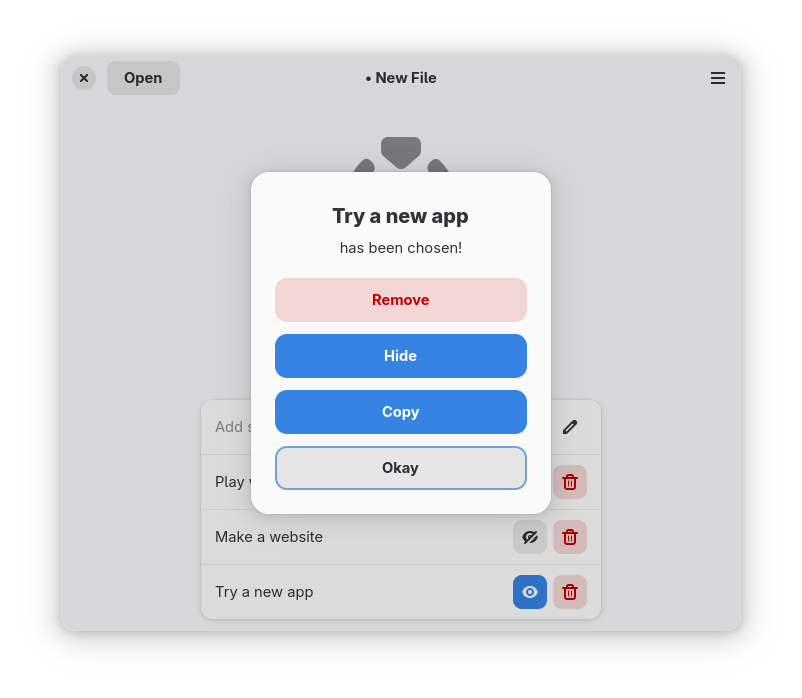 Open
• New File
Try a new app
has been chosen!
Remove
Hide
Copy
Okay
Add
Play
Make a website
Try a new app